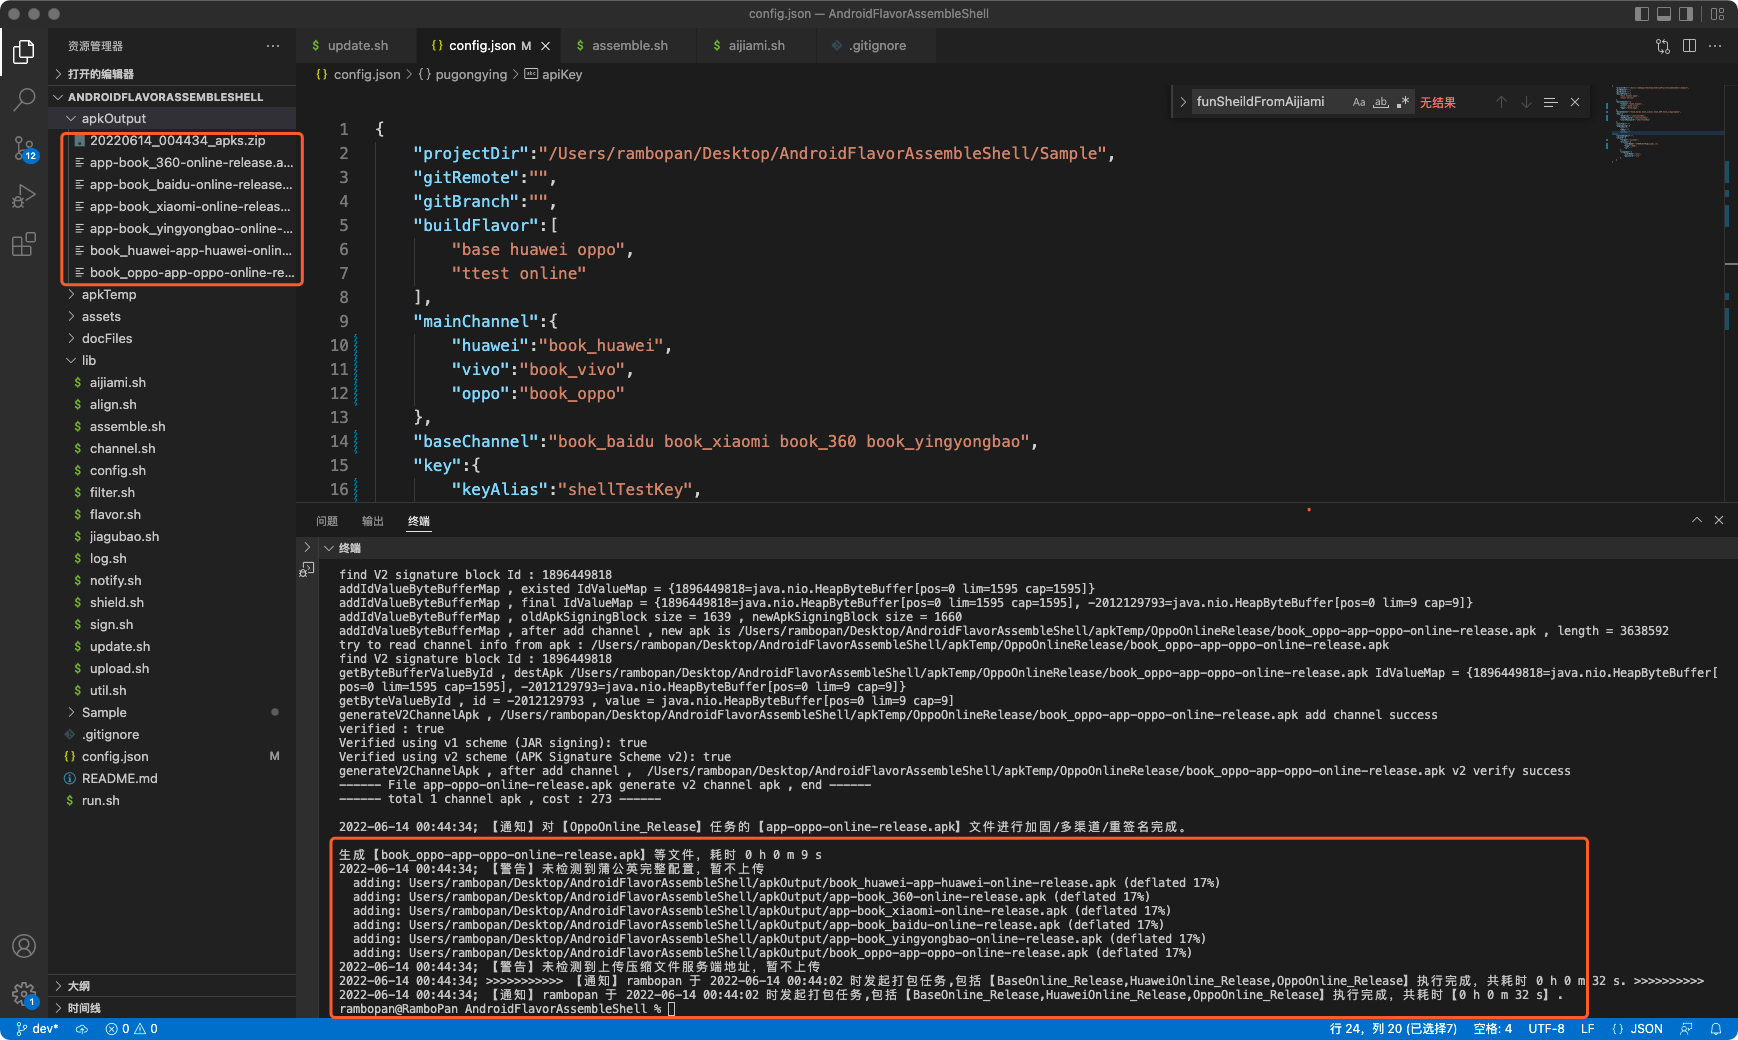 config.json — AndroidFlavorAssembleShell
资源管理器
打开的编辑器
ANDROIDFLAVORASSEMBLESHELL
apkOutput
20220614_004434_apks.zip
app-book_360-online-release.a...
app-book_baidu-online-release...
app-book_xiaomi-online-releas...
app-book_yingyongbao-online-...
book_huawei-app-huawei-onlin...
book_oppo-app-oppo-online-re...
apkTemp
assets
docFiles
lib
$ aijiami.sh
$ align.sh
$ assemble.sh
$ channel.sh
$ config.sh
$ filter.sh
$ flavor.sh
$ jiagubao.sh
$ log.sh
$ notify.sh
$ shield.sh
$ sign.sh
$ update.sh
$ upload.sh
$ util.sh
Sample
.gitignore
{} config.json M
README.md
$ run.sh
大纲
时间线
12
1
$ update.sh {} config.json M $ assemble.sh $ aijiami.sh .gitignore
{} config.json > {} pugongying > abc apiKey
funSheildFromAijiami Aa ab .* 无结果
1 {
2 "projectDir":"/Users/rambopan/Desktop/AndroidFlavorAssembleShell/Sample",
3 "gitRemote":"",
4 "gitBranch":"",
5 "buildFlavor":[
6 "base huawei oppo",
7 "ttest online"
8 ],
9 "mainChannel":{
10 "huawei":"book_huawei",
11 "vivo":"book_vivo",
12 "oppo":"book_oppo"
13 },
14 "baseChannel":"book_baidu book_xiaomi book_360 book_yingyongbao",
15 "key":{
16 "keyAlias":"shellTestKey",
问题 输出 终端
终端
find V2 signature block Id : 1896449818
addIdValueByteBufferMap , existed IdValueMap = {1896449818=java.nio.HeapByteBuffer[pos=0 lim=1595 cap=1595]}
addIdValueByteBufferMap , final IdValueMap = {1896449818=java.nio.HeapByteBuffer[pos=0 lim=1595 cap=1595], -2012129793=java.nio.HeapByteBuffer[pos=0 lim=9 cap=9]}
addIdValueByteBufferMap , oldApkSigningBlock size = 1639 , newApkSigningBlock size = 1660
addIdValueByteBufferMap , after add channel , new apk is /Users/rambopan/Desktop/AndroidFlavorAssembleShell/apkTemp/OppoOnlineRelease/book_oppo-app-oppo-online-release.apk , length = 3638592
try to read channel info from apk : /Users/rambopan/Desktop/AndroidFlavorAssembleShell/apkTemp/OppoOnlineRelease/book_oppo-app-oppo-online-release.apk
find V2 signature block Id : 1896449818
getByteBufferValueById , destApk /Users/rambopan/Desktop/AndroidFlavorAssembleShell/apkTemp/OppoOnlineRelease/book_oppo-app-oppo-online-release.apk IdValueMap = {1896449818=java.nio.HeapByteBuffer[
pos=0 lim=1595 cap=1595], -2012129793=java.nio.HeapByteBuffer[pos=0 lim=9 cap=9]}
getByteValueById , id = -2012129793 , value = java.nio.HeapByteBuffer[pos=0 lim=9 cap=9]
generateV2ChannelApk , /Users/rambopan/Desktop/AndroidFlavorAssembleShell/apkTemp/OppoOnlineRelease/book_oppo-app-oppo-online-release.apk add channel success
verified : true
Verified using v1 scheme (JAR signing): true
Verified using v2 scheme (APK Signature Scheme v2): true
generateV2ChannelApk , after add channel ,  /Users/rambopan/Desktop/AndroidFlavorAssembleShell/apkTemp/OppoOnlineRelease/book_oppo-app-oppo-online-release.apk v2 verify success
------ File app-oppo-online-release.apk generate v2 channel apk , end ------
------ total 1 channel apk , cost : 273 ------
2022-06-14 00:44:34; 【通知】对【OppoOnline_Release】任务的【app-oppo-online-release.apk】文件进行加固/多渠道/重签名完成。
生成【book_oppo-app-oppo-online-release.apk】等文件，耗时 0 h 0 m 9 s
2022-06-14 00:44:34; 【警告】未检测到蒲公英完整配置，暂不上传
adding: Users/rambopan/Desktop/AndroidFlavorAssembleShell/apkOutput/book_huawei-app-huawei-online-release.apk (deflated 17%)
adding: Users/rambopan/Desktop/AndroidFlavorAssembleShell/apkOutput/app-book_360-online-release.apk (deflated 17%)
adding: Users/rambopan/Desktop/AndroidFlavorAssembleShell/apkOutput/app-book_xiaomi-online-release.apk (deflated 17%)
adding: Users/rambopan/Desktop/AndroidFlavorAssembleShell/apkOutput/app-book_baidu-online-release.apk (deflated 17%)
adding: Users/rambopan/Desktop/AndroidFlavorAssembleShell/apkOutput/app-book_yingyongbao-online-release.apk (deflated 17%)
adding: Users/rambopan/Desktop/AndroidFlavorAssembleShell/apkOutput/book_oppo-app-oppo-online-release.apk (deflated 17%)
2022-06-14 00:44:34; 【警告】未检测到上传压缩文件服务端地址，暂不上传
2022-06-14 00:44:34; >>>>>>>>>>> 【通知】rambopan 于 2022-06-14 00:44:02 时发起打包任务,包括【BaseOnline_Release,HuaweiOnline_Release,OppoOnline_Release】执行完成，共耗时 0 h 0 m 32 s. >>>>>>>>>>
2022-06-14 00:44:34; 【通知】rambopan 于 2022-06-14 00:44:02 时发起打包任务,包括【BaseOnline_Release,HuaweiOnline_Release,OppoOnline_Release】执行完成，共耗时【0 h 0 m 32 s】.
rambopan@RamboPan AndroidFlavorAssembleShell %
dev* 0 0 行 24，列 20 (已选择7) 空格: 4 UTF-8 LF {} JSON